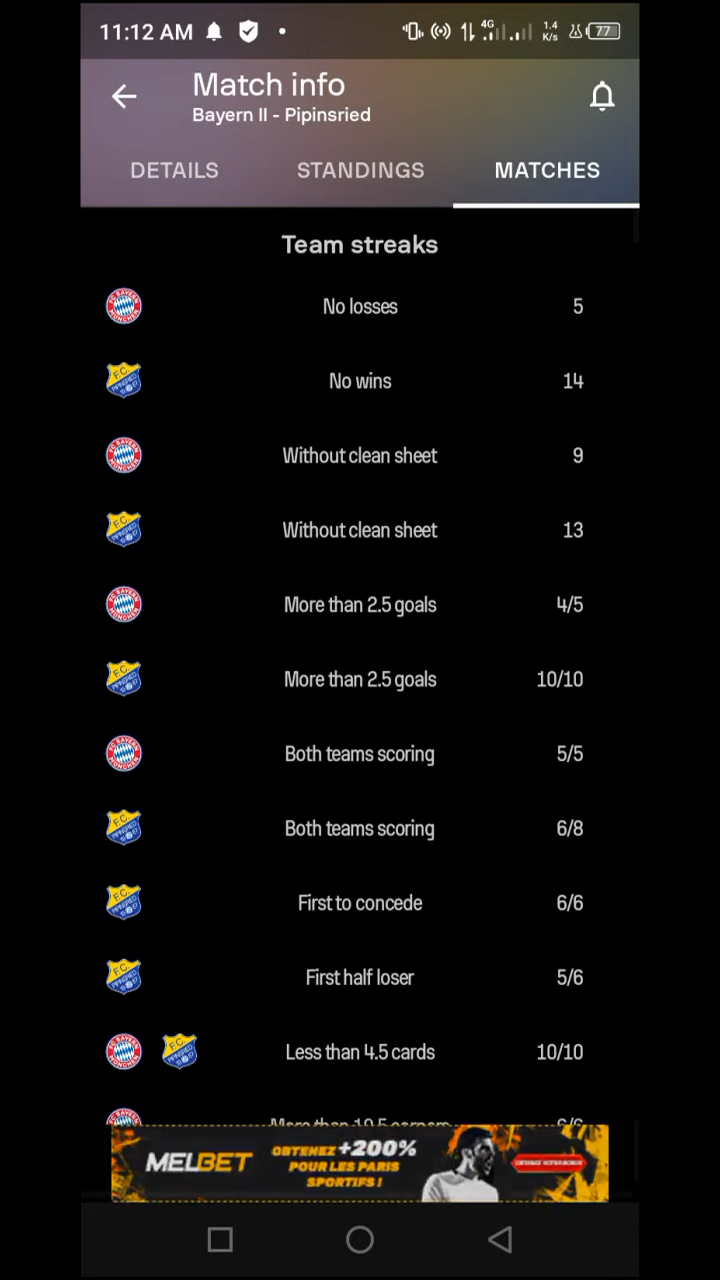 11:12 AM
4G
1.4
K/s
77
Match info
Bayern II - Pipinsried
DETAILS
STANDINGS
MATCHES
Team streaks
No losses 5
No wins 14
Without clean sheet 9
Without clean sheet 13
More than 2.5 goals 4/5
More than 2.5 goals 10/10
Both teams scoring 5/5
Both teams scoring 6/8
First to concede 6/6
First half loser 5/6
Less than 4.5 cards 10/10
MELBET
OBTENEZ +200%
POUR LES PARIS
SPORTIFS !